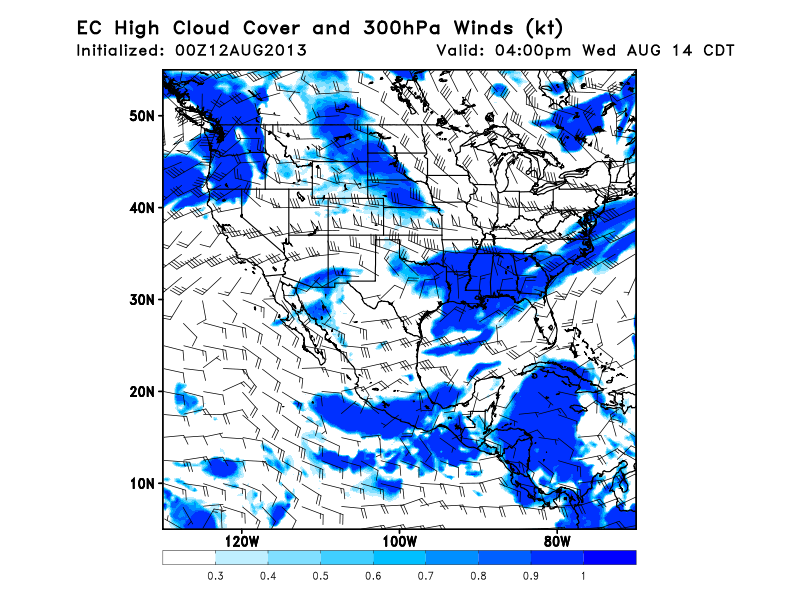 EC High Cloud Cover and 300hPa Winds (kt)
Initialized: 00Z12AUG2013 Valid: 04:00pm Wed AUG 14 CDT
50N
40N
30N
20N
10N
120W 100W 80W
0.3 0.4 0.5 0.6 0.7 0.8 0.9 1